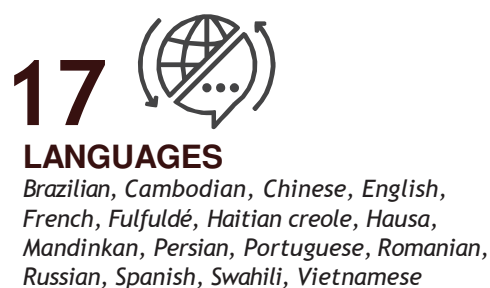 17
LANGUAGES
Brazilian, Cambodian, Chinese, English,
French, Fulfuldé, Haitian creole, Hausa,
Mandinkan, Persian, Portuguese, Romanian,
Russian, Spanish, Swahili, Vietnamese